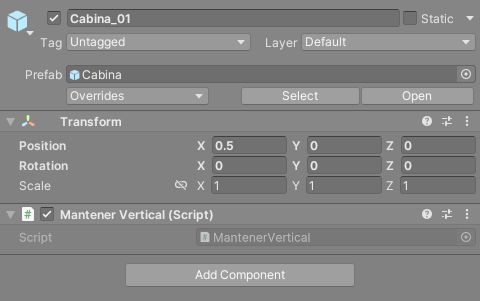 Cabina_01 Static
Tag Untagged Layer Default
Prefab Cabina
Overrides Select Open
Transform
Position X 0.5 Y 0 Z 0
Rotation X 0 Y 0 Z 0
Scale X 1 Y 1 Z 1
# Mantener Vertical (Script)
Script # MantenerVertical
Add Component